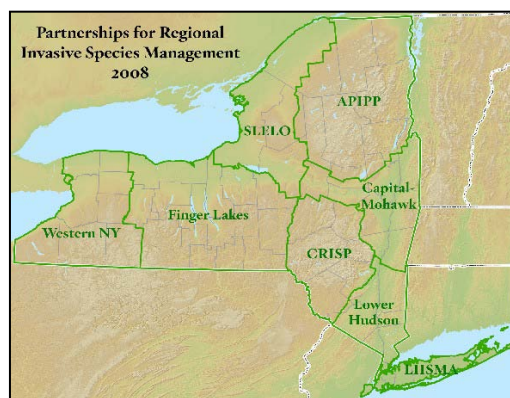 Partnerships for Regional
Invasive Species Management
2008
APIPP
SLELO
Capital-
Mohawk
Finger Lakes
Western NY
CRISP
Lower
Hudson
LIISMA